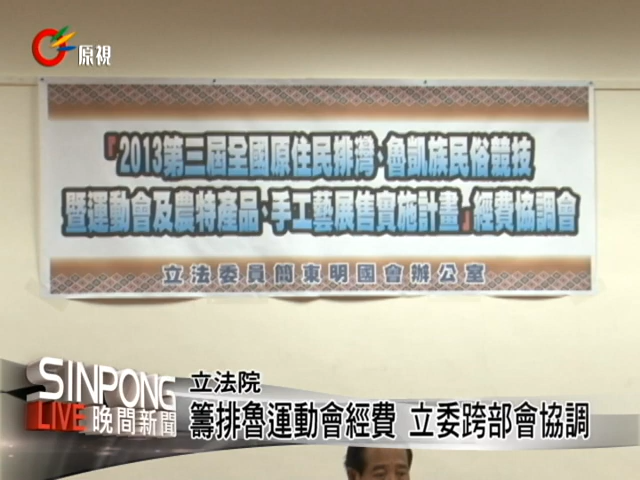 原視
『2013第三屆全國原住民排灣、魯凱族民俗競技
暨運動會及農特產品、手工藝展售實施計畫』經費協調會
立法委員簡東明國會辦公室
SINPONG
LIVE 晚間新聞
立法院
籌排魯運動會經費 立委跨部會協調